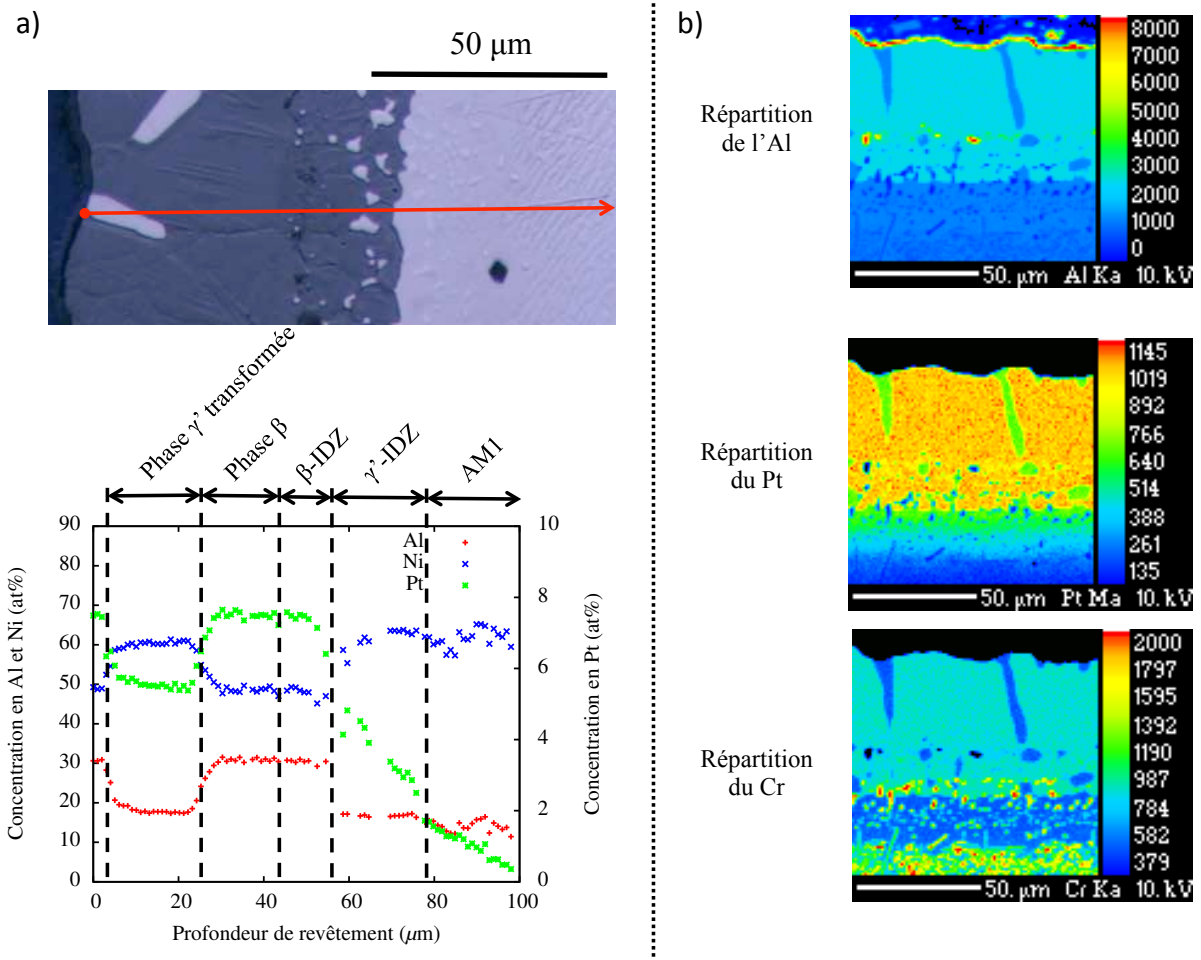 a)
50 μm
Phase γ' transformée
Phase β
β-IDZ
γ'-IDZ
AM1
Concentration en Al et Ni (at%)
90
80
70
60
50
40
30
20
10
0
Al
Ni
Pt
10
8
6
4
2
0
Concentration en Pt (at%)
0 20 40 60 80 100
Profondeur de revêtement (μm)
b)
Répartition
de l'Al
8000
7000
6000
5000
4000
3000
2000
1000
0
50. μm Al Ka 10. kV
Répartition
du Pt
1145
1019
892
766
640
514
388
261
135
50. μm Pt Ma 10. kV
Répartition
du Cr
2000
1797
1595
1392
1190
987
784
582
379
50. μm Cr Ka 10. kV